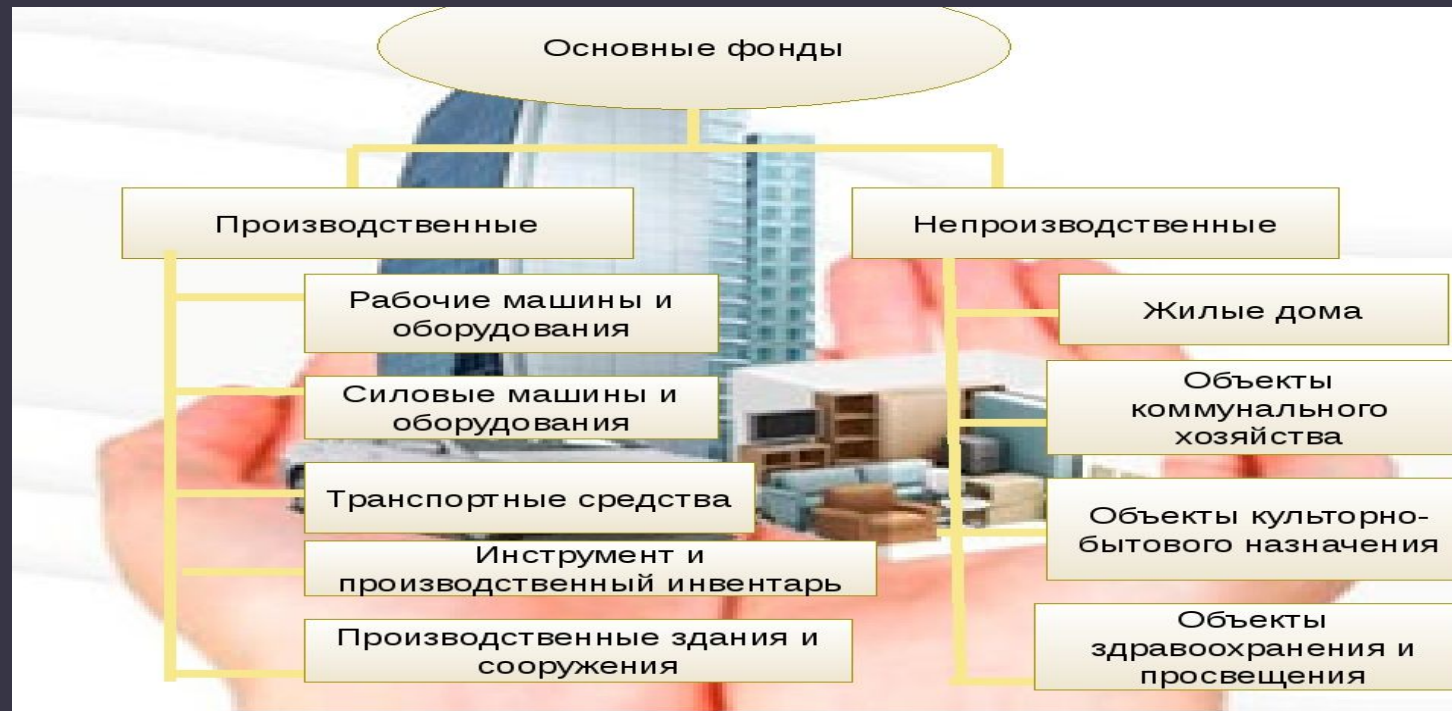 Основные фонды
Производственные
Рабочие машины и
оборудования
Силовые машины и
оборудования
Транспортные средства
Инструмент и
производственный инвентарь
Производственные здания и
сооружения
Непроизводственные
Жилые дома
Объекты
коммунального
хозяйства
Объекты культорно-
бытового назначения
Объекты
здравоохранения и
просвещения